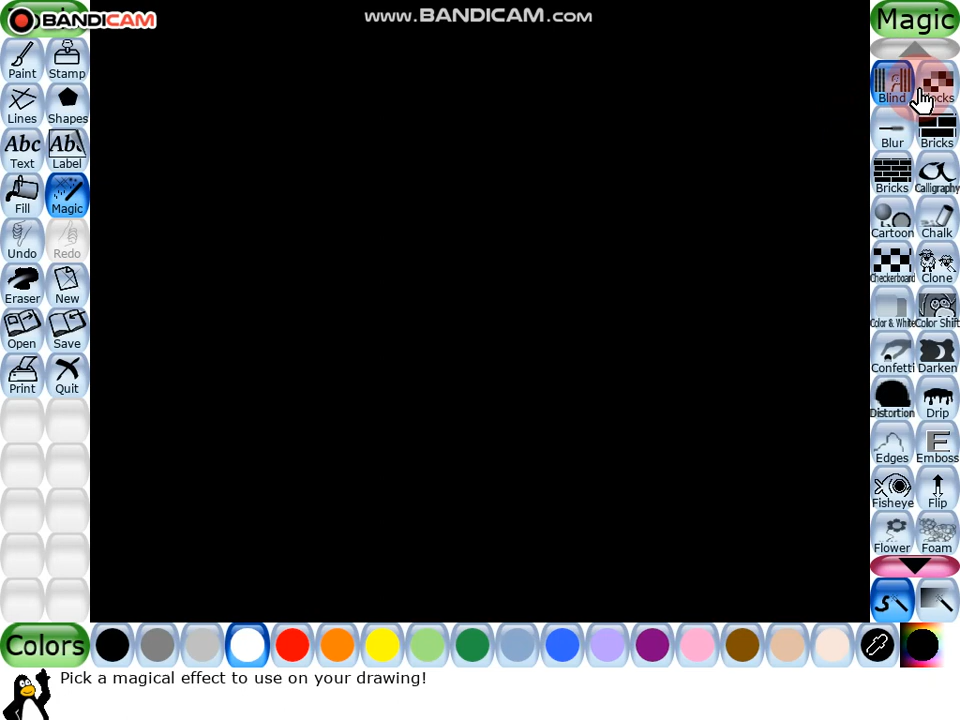 BANDICAM
www.BANDICAM.com
Magic
Paint
Stamp
Lines
Shapes
Abc
Text
Abc
Label
Fill
Magic
Undo
Redo
Eraser
New
Open
Save
Print
Quit
Blind
Blur
Bricks
Bricks
Calligraphy
Cartoon
Chalk
Checkerboard
Clone
Color & White
Color Shift
Confetti
Darken
Distortion
Drip
Edges
E
Emboss
Fisheye
Flip
Flower
Foam
Colors
Pick a magical effect to use on your drawing!